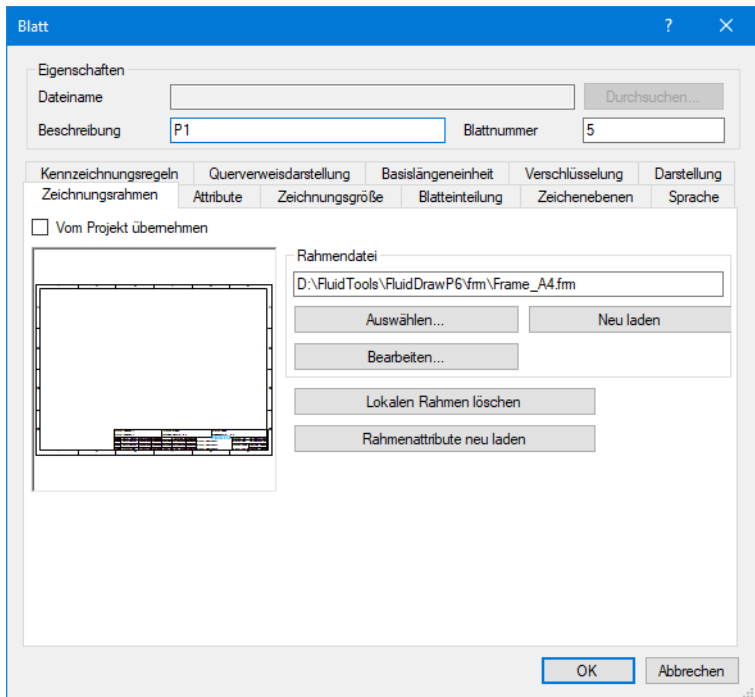 Blatt
Eigenschaften
Dateiname Durchsuchen...
Beschreibung P1 Blattnummer 5
Kennzeichnungsregeln Querverweisdarstellung Basislängeneinheit Verschlüsselung Darstellung
Zeichnungsrahmen Attribute Zeichnungsgröße Blatteinteilung Zeichenebenen Sprache
Vom Projekt übernehmen
Rahmendatei
D:\FluidTools\FluidDrawP6\frm\Frame_A4.frm
Auswählen... Neu laden
Bearbeiten...
Lokalen Rahmen löschen
Rahmenattribute neu laden
OK Abbrechen